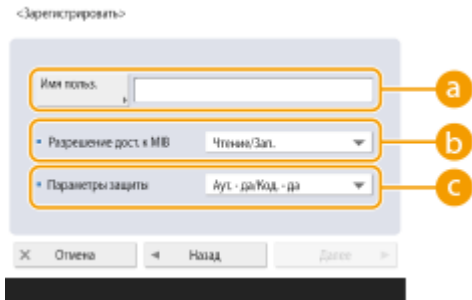 <Зарегистрировать>
Имя польз.
a
Разрешение дост. к MIB Чтение/Зап.
b
Параметры защиты Аут. - да/Код. - да
c
Отмена Назад Далее